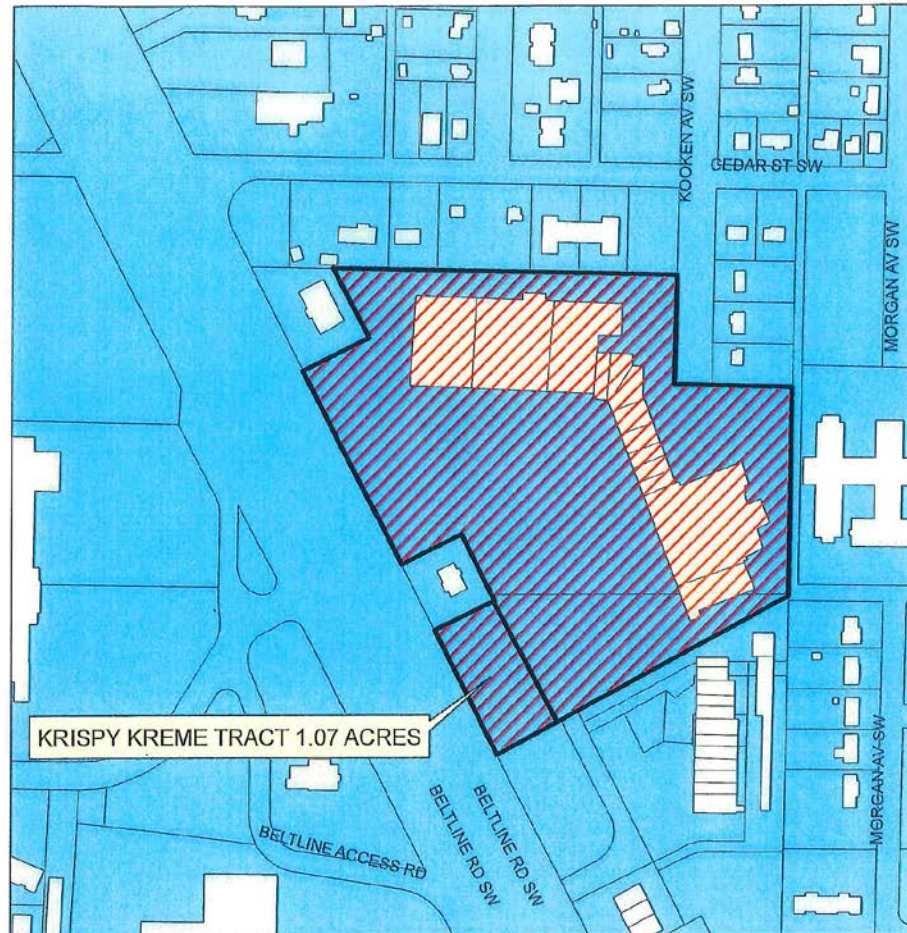 KOOKEN AV SW
CEDAR ST SW
MORGAN AV SW
KRISPY KREME TRACT 1.07 ACRES
BELTLINE RD SW
BELTLINE RD SW
BELTLINE ACCESS RD
MORGAN AV SW